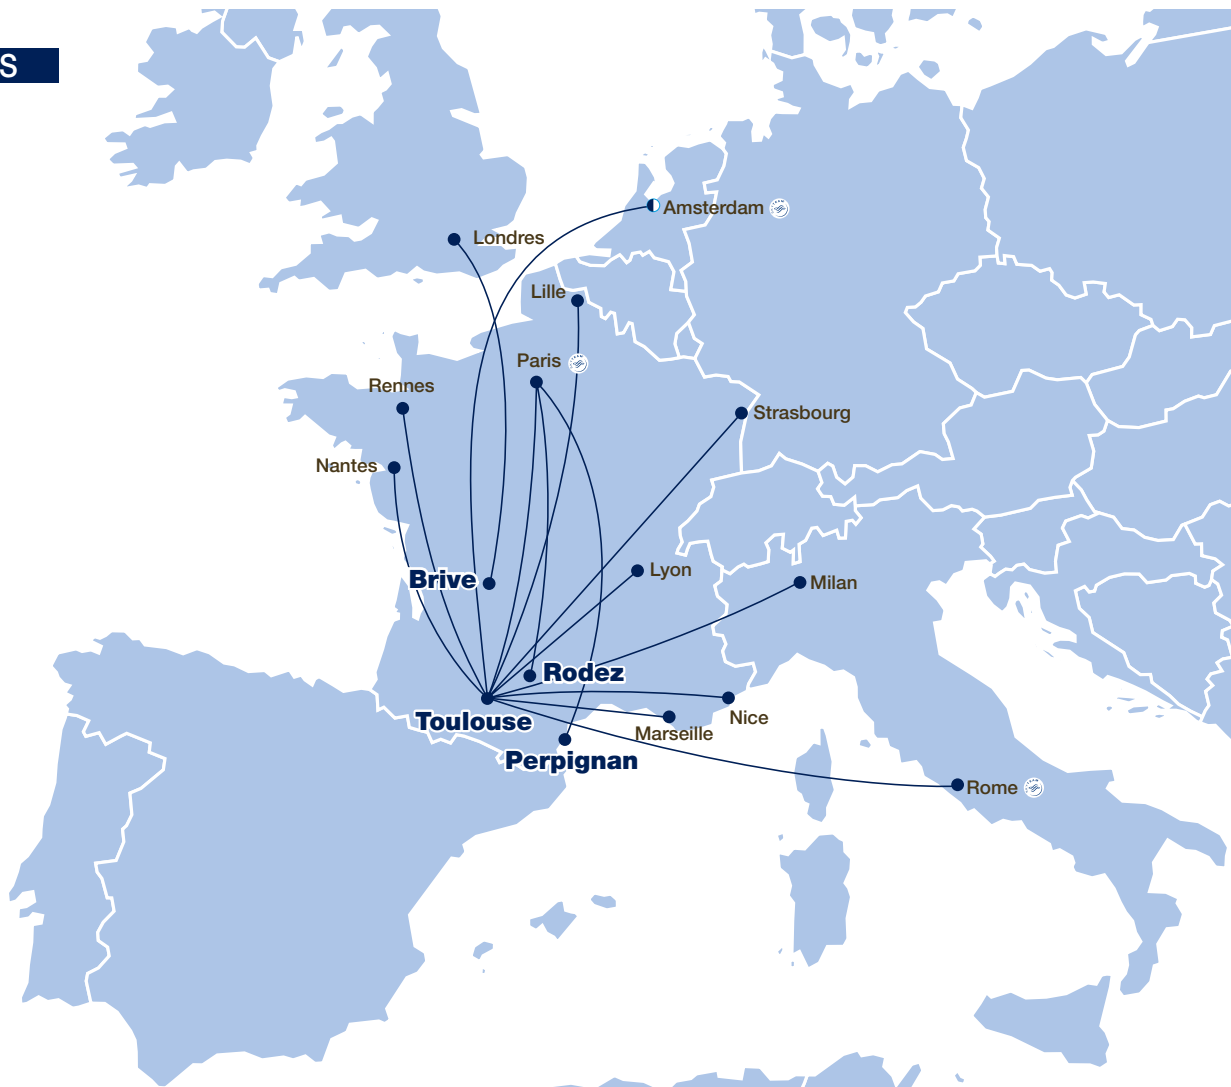 S
Amsterdam
Londres
Lille
Paris
Rennes
Strasbourg
Nantes
Lyon
Brive
Milan
Rodez
Toulouse
Nice
Marseille
Perpignan
Rome